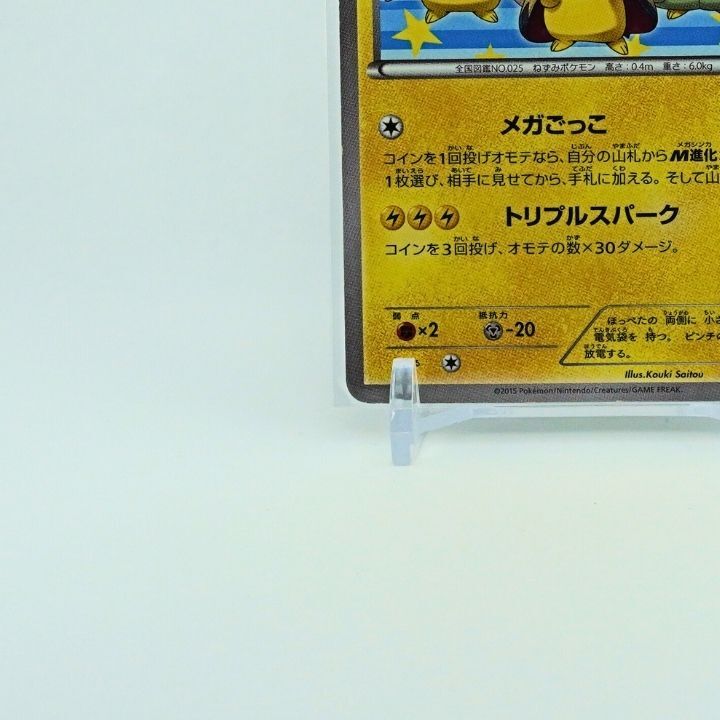 全国図鑑NO.025 ねずみポケモン 高さ:0.4m 重さ:6.0kg
メガごっこ
コインを1回投げオモテなら、自分の山札からM進化
1枚選び、相手に見せてから、手札に加える。そして山
トリプルスパーク
コインを3回投げ、オモテの数×30ダメージ。
弱点 抵抗力
×2 -20
ほっぺたの 両側に 小さ
電気袋を 持つ。 ピンチの
放電する。
Illus.Kouki Saitou
©2015 Pokémon/Nintendo/Creatures/GAME FREAK.